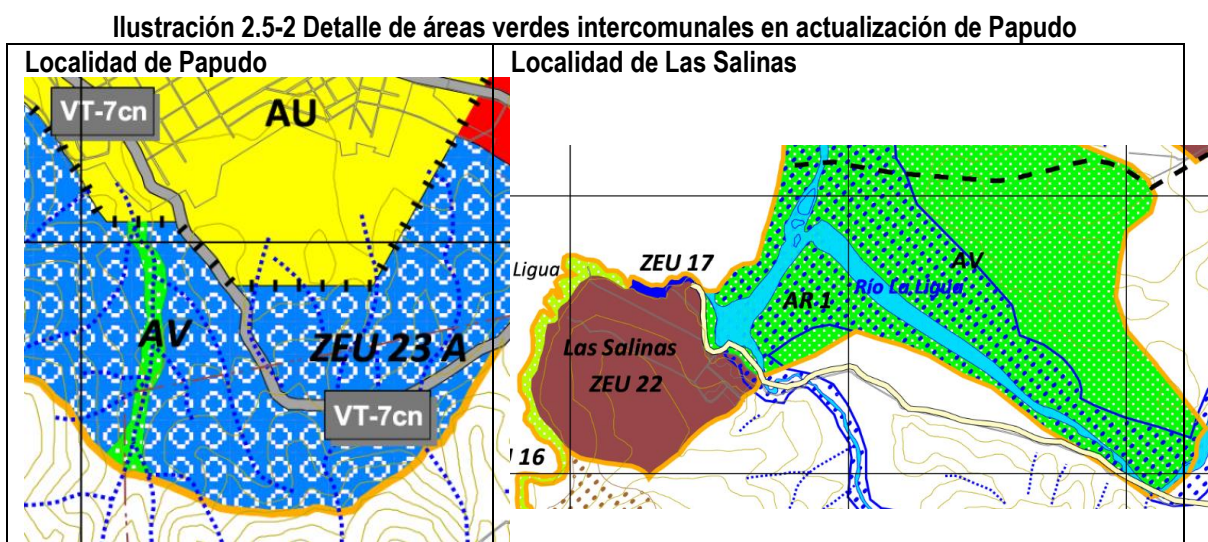 Ilustración 2.5-2 Detalle de áreas verdes intercomunales en actualización de Papudo
Localidad de Papudo
Localidad de Las Salinas
VT-7cn
AU
AV
ZEU 23 A
VT-7cn
Ligua
ZEU 17
AV
Río La Ligua
AR 1
Las Salinas
ZEU 22
16